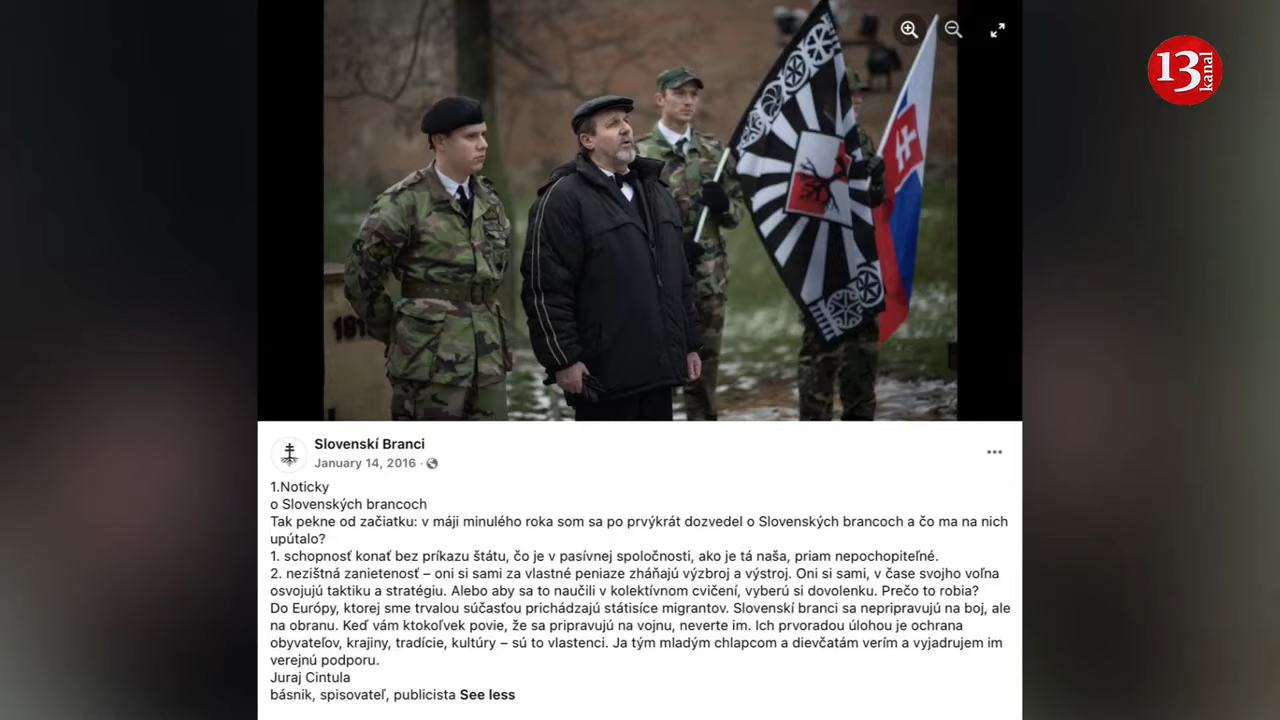 13
kanal
181
Slovenskí Branci
January 14, 2016 ·
1.Noticky
o Slovenských brancoch
Tak pekne od začiatku: v máji minulého roka som sa po prvýkrát dozvedel o Slovenských brancoch a čo ma na nich
upútalo?
1. schopnosť konať bez príkazu štátu, čo je v pasívnej spoločnosti, ako je tá naša, priam nepochopiteľné.
2. nezištná zanietenosť – oni si sami za vlastné peniaze zháňajú výzbroj a výstroj. Oni si sami, v čase svojho voľna
osvojujú taktiku a stratégiu. Alebo aby sa to naučili v kolektívnom cvičení, vyberú si dovolenku. Prečo to robia?
Do Európy, ktorej sme trvalou súčasťou prichádzajú státisíce migrantov. Slovenskí branci sa nepripravujú na boj, ale
na obranu. Keď vám ktokoľvek povie, že sa pripravujú na vojnu, neverte im. Ich prvoradou úlohou je ochrana
obyvateľov, krajiny, tradície, kultúry – sú to vlastenci. Ja tým mladým chlapcom a dievčatám verím a vyjadrujem im
verejnú podporu.
Juraj Cintula
básnik, spisovateľ, publicista See less